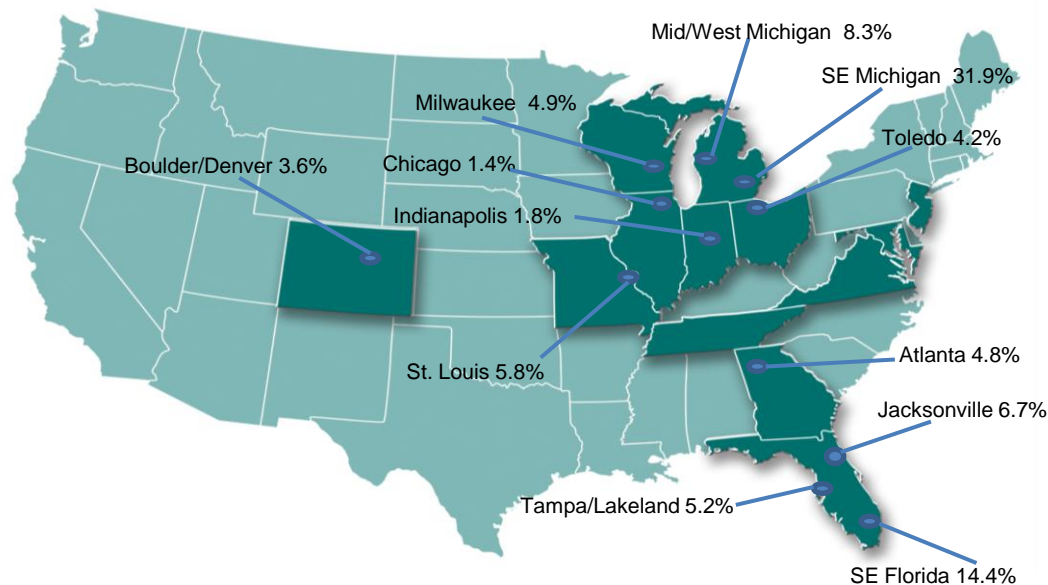 Mid/West Michigan 8.3%
SE Michigan 31.9%
Milwaukee 4.9%
Toledo 4.2%
Boulder/Denver 3.6%
Chicago 1.4%
Indianapolis 1.8%
St. Louis 5.8%
Atlanta 4.8%
Jacksonville 6.7%
Tampa/Lakeland 5.2%
SE Florida 14.4%